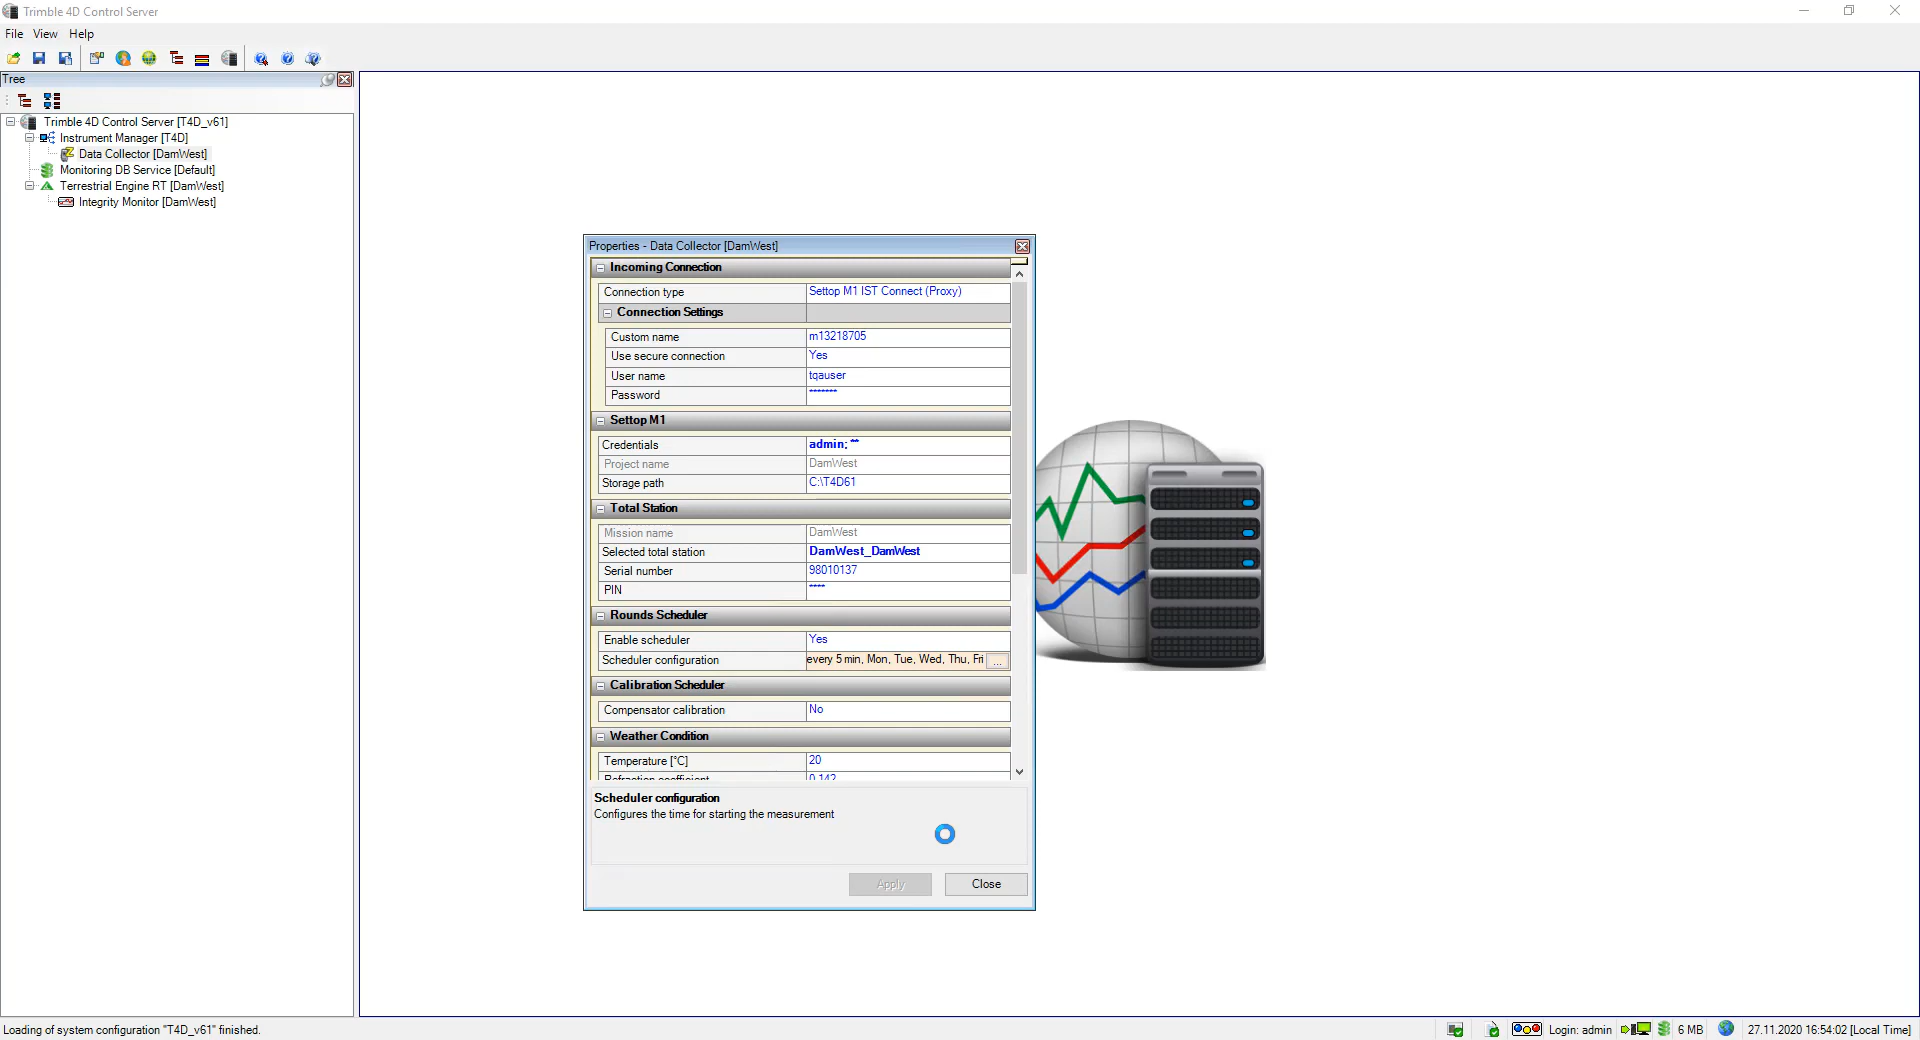 Trimble 4D Control Server
File View Help
Tree
Trimble 4D Control Server [T4D_v61]
Instrument Manager [T4D]
Data Collector [DamWest]
Monitoring DB Service [Default]
Terrestrial Engine RT [DamWest]
Integrity Monitor [DamWest]
Properties - Data Collector [DamWest]
Incoming Connection
Connection type Settop M1 IST Connect (Proxy)
Connection Settings
Custom name m13218705
Use secure connection Yes
User name tqauser
Password *******
Settop M1
Credentials admin; **
Project name DamWest
Storage path C:\T4D61
Total Station
Mission name DamWest
Selected total station DamWest_DamWest
Serial number 98010137
PIN ****
Rounds Scheduler
Enable scheduler Yes
Scheduler configuration every 5 min, Mon, Tue, Wed, Thu, Fri ...
Calibration Scheduler
Compensator calibration No
Weather Condition
Temperature [°C] 20
Refraction coefficient 0.142
Scheduler configuration
Configures the time for starting the measurement
Apply Close
Loading of system configuration "T4D_v61" finished.
Login: admin 6 MB 27.11.2020 16:54:02 [Local Time]